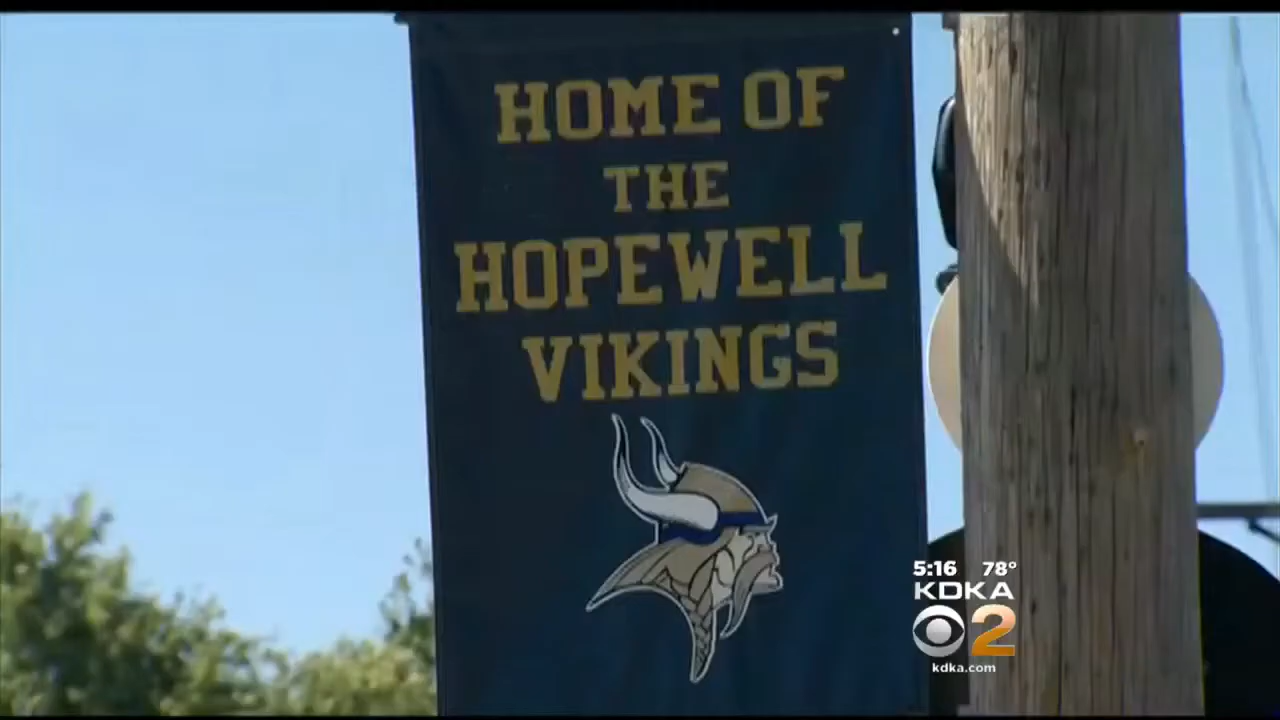 HOME OF
THE
HOPEWELL
VIKINGS
5:16 78°
KDKA
2
kdka.com